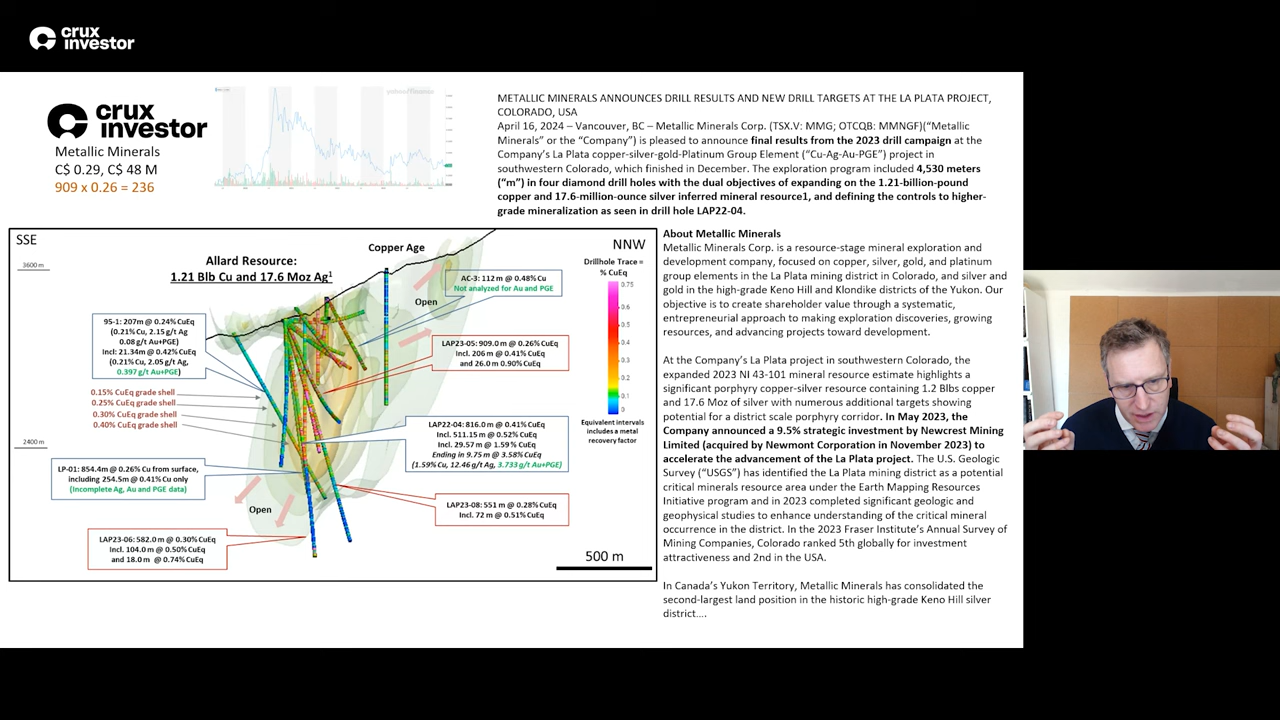 crux
investor
crux
investor
Metallic Minerals
C$ 0.29, C$ 48 M
909 x 0.26 = 236
METALLIC MINERALS ANNOUNCES DRILL RESULTS AND NEW DRILL TARGETS AT THE LA PLATA PROJECT,
COLORADO, USA
April 16, 2024 – Vancouver, BC – Metallic Minerals Corp. (TSX.V: MMG; OTCQB: MMNGF)("Metallic
Minerals" or the "Company") is pleased to announce final results from the 2023 drill campaign at the
Company's La Plata copper-silver-gold-Platinum Group Element ("Cu-Ag-Au-PGE") project in
southwestern Colorado, which finished in December. The exploration program included 4,530 meters
("m") in four diamond drill holes with the dual objectives of expanding on the 1.21-billion-pound
copper and 17.6-million-ounce silver inferred mineral resource1, and defining the controls to higher-
grade mineralization as seen in drill hole LAP22-04.
SSE
3600 m
Allard Resource:
1.21 Blb Cu and 17.6 Moz Ag1
Copper Age
NNW
Drillhole Trace =
% CuEq
0.75
0.6
0.5
0.4
0.3
0.2
0.1
0
Equivalent intervals
includes a metal
recovery factor
Open
AC-3: 112 m @ 0.48% Cu
Not analyzed for Au and PGE
95-1: 207m @ 0.24% CuEq
(0.21% Cu, 2.15 g/t Ag
0.08 g/t Au+PGE)
Incl: 21.34m @ 0.42% CuEq
(0.21% Cu, 2.05 g/t Ag,
0.397 g/t Au+PGE)
LAP23-05: 909.0 m @ 0.26% CuEq
Incl. 206 m @ 0.41% CuEq
and 26.0 m 0.90% CuEq
0.15% CuEq grade shell
0.25% CuEq grade shell
0.30% CuEq grade shell
0.40% CuEq grade shell
2400 m
LAP22-04: 816.0 m @ 0.41% CuEq
Incl, 511.15 m @ 0.52% CuEq
Incl. 29.57 m @ 1.59 % CuEq
Ending in 9.75 m @ 3.58% CuEq
(1.59% Cu, 12.46 g/t Ag, 3.733 g/t Au+PGE)
LP-01: 854.4m @ 0.26% Cu from surface,
including 254.5m @ 0.41% Cu only
(Incomplete Ag, Au and PGE data)
Open
LAP23-08: 551 m @ 0.28% CuEq
Incl. 72 m @ 0.51% CuEq
LAP23-06: 582.0 m @ 0.30% CuEq
Incl. 104.0 m @ 0.50% CuEq
and 18.0 m @ 0.74% CuEq
500 m
About Metallic Minerals
Metallic Minerals Corp. is a resource-stage mineral exploration and
development company, focused on copper, silver, gold, and platinum
group elements in the La Plata mining district in Colorado, and silver and
gold in the high-grade Keno Hill and Klondike districts of the Yukon. Our
objective is to create shareholder value through a systematic,
entrepreneurial approach to making exploration discoveries, growing
resources, and advancing projects toward development.
At the Company's La Plata project in southwestern Colorado, the
expanded 2023 NI 43-101 mineral resource estimate highlights a
significant porphyry copper-silver resource containing 1.2 Blbs copper
and 17.6 Moz of silver with numerous additional targets showing
potential for a district scale porphyry corridor. In May 2023, the
Company announced a 9.5% strategic investment by Newcrest Mining
Limited (acquired by Newmont Corporation in November 2023) to
accelerate the advancement of the La Plata project. The U.S. Geologic
Survey ("USGS") has identified the La Plata mining district as a potential
critical minerals resource area under the Earth Mapping Resources
Initiative program and in 2023 completed significant geologic and
geophysical studies to enhance understanding of the critical mineral
occurrence in the district. In the 2023 Fraser Institute's Annual Survey of
Mining Companies, Colorado ranked 5th globally for investment
attractiveness and 2nd in the USA.
In Canada's Yukon Territory, Metallic Minerals has consolidated the
second-largest land position in the historic high-grade Keno Hill silver
district….